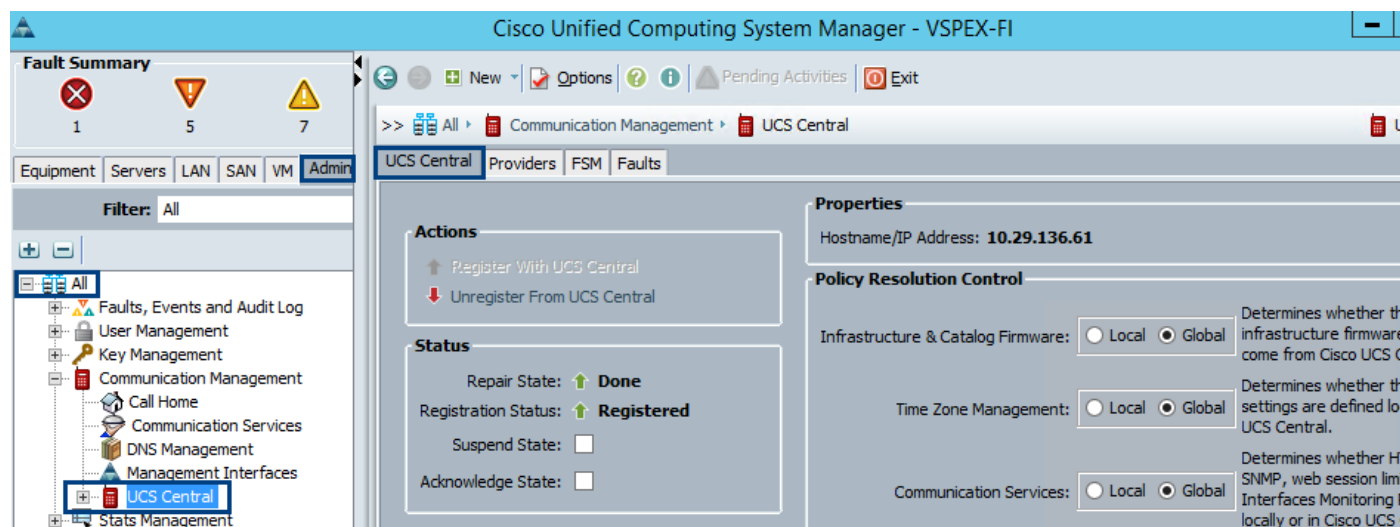 Cisco Unified Computing System Manager - VSPEX-FI
Fault Summary
1 5 7
New Options Pending Activities Exit
>> All Communication Management UCS Central
Equipment Servers LAN SAN VM Admin
Filter: All
All
Faults, Events and Audit Log
User Management
Key Management
Communication Management
Call Home
Communication Services
DNS Management
Management Interfaces
UCS Central
Stats Management
UCS Central Providers FSM Faults
Actions
Register With UCS Central
Unregister From UCS Central
Status
Repair State: Done
Registration Status: Registered
Suspend State:
Acknowledge State:
Properties
Hostname/IP Address: 10.29.136.61
Policy Resolution Control
Infrastructure & Catalog Firmware: Local Global
Determines whether th
infrastructure firmware
come from Cisco UCS C
Time Zone Management: Local Global
Determines whether th
settings are defined lo
UCS Central.
Communication Services: Local Global
Determines whether H
SNMP, web session lim
Interfaces Monitoring
locally or in Cisco UCS